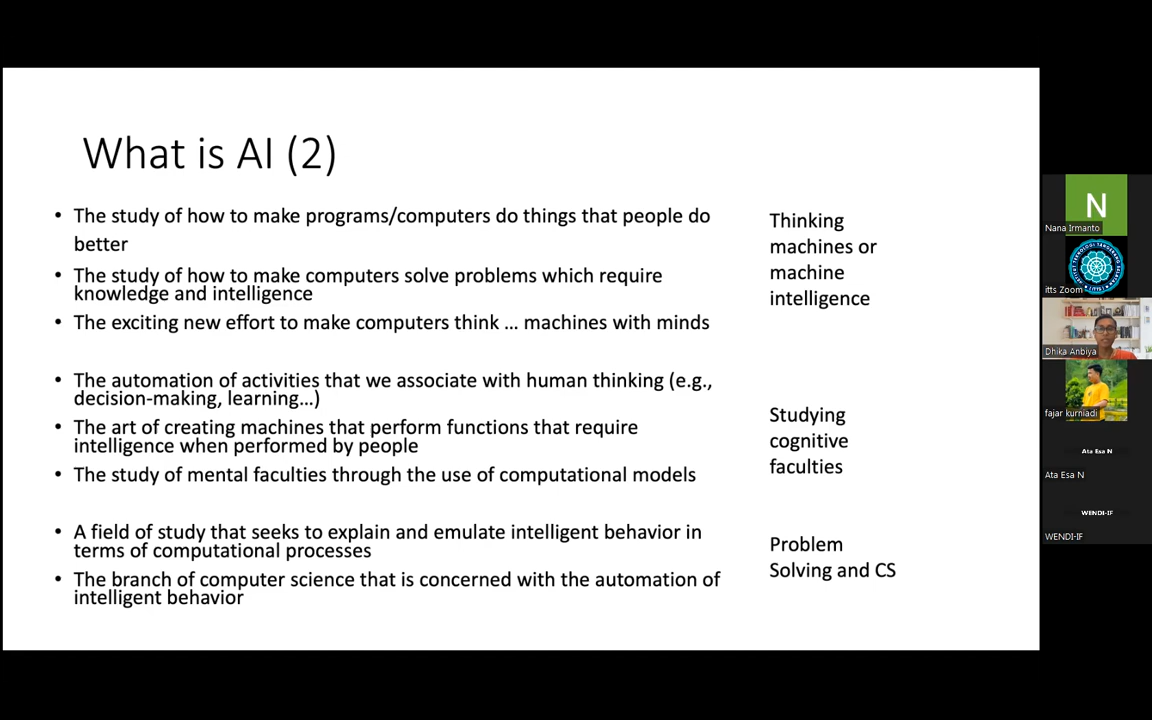 What is AI (2)
• The study of how to make programs/computers do things that people do
better
• The study of how to make computers solve problems which require
knowledge and intelligence
• The exciting new effort to make computers think … machines with minds
Thinking
machines or
machine
intelligence
• The automation of activities that we associate with human thinking (e.g.,
decision-making, learning…)
• The art of creating machines that perform functions that require
intelligence when performed by people
• The study of mental faculties through the use of computational models
Studying
cognitive
faculties
• A field of study that seeks to explain and emulate intelligent behavior in
terms of computational processes
• The branch of computer science that is concerned with the automation of
intelligent behavior
Problem
Solving and CS
N
Nana Irmanto
itts Zoom
Dhika Anbiya
fajar kurniadi
Ata Esa N
Ata Esa N
WENDI-IF
WENDI-IF